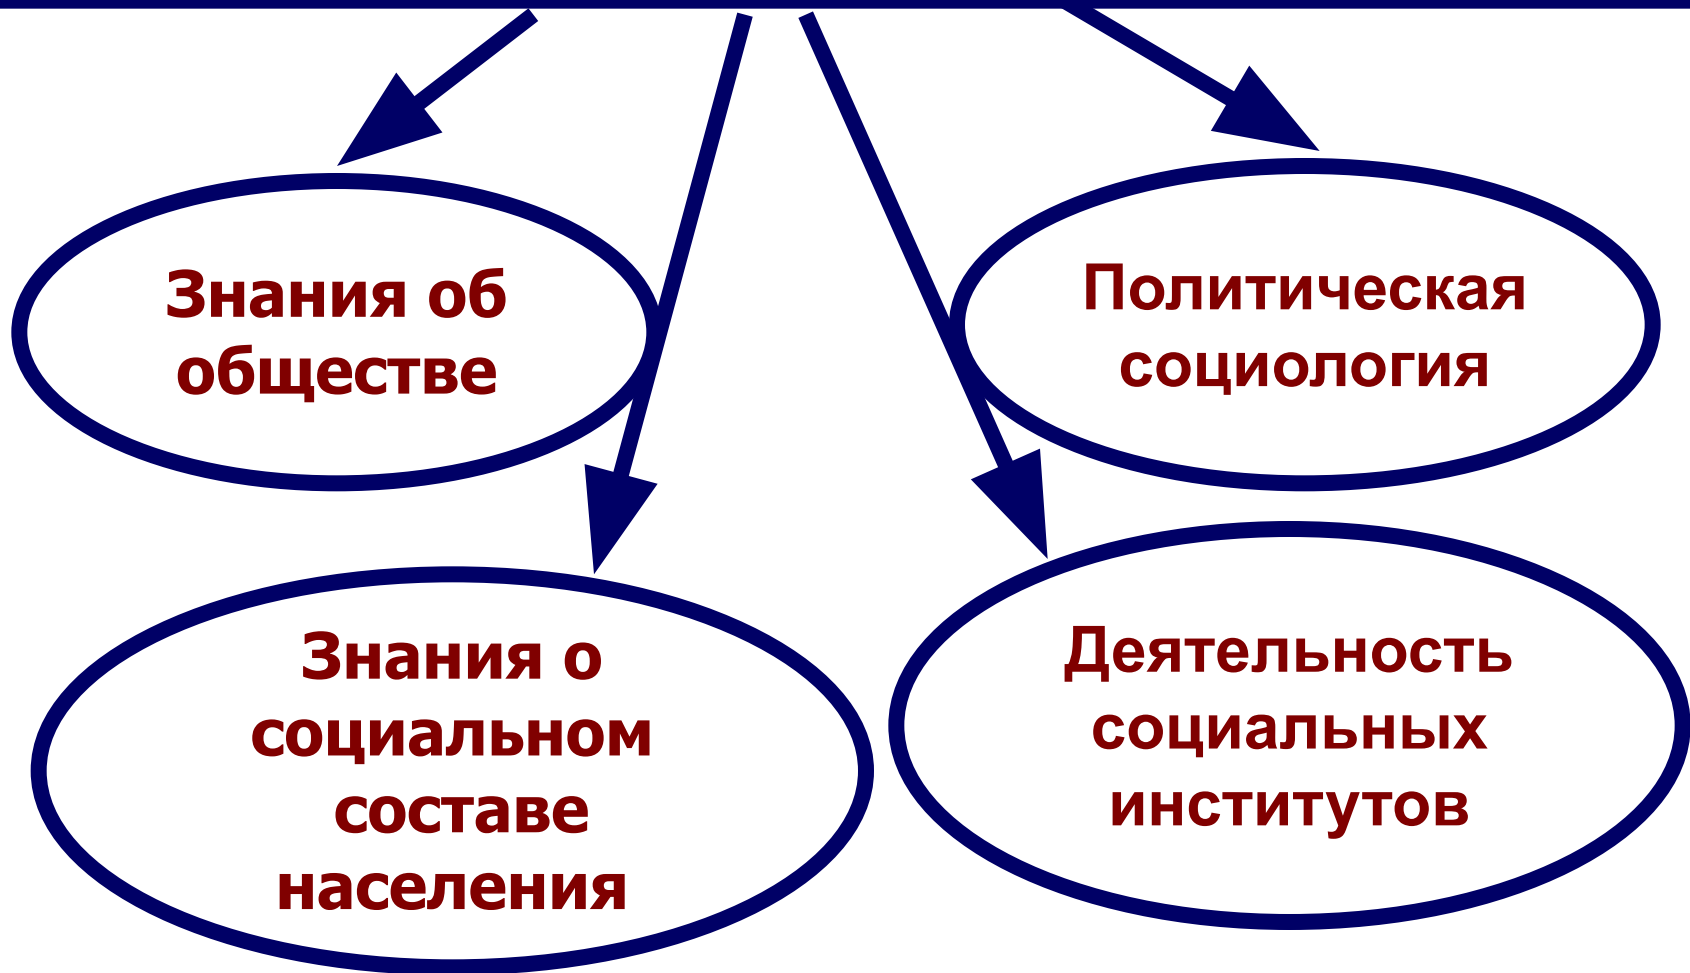 Знания об
обществе
Политическая
социология
Знания о
социальном
составе
населения
Деятельность
социальных
институтов